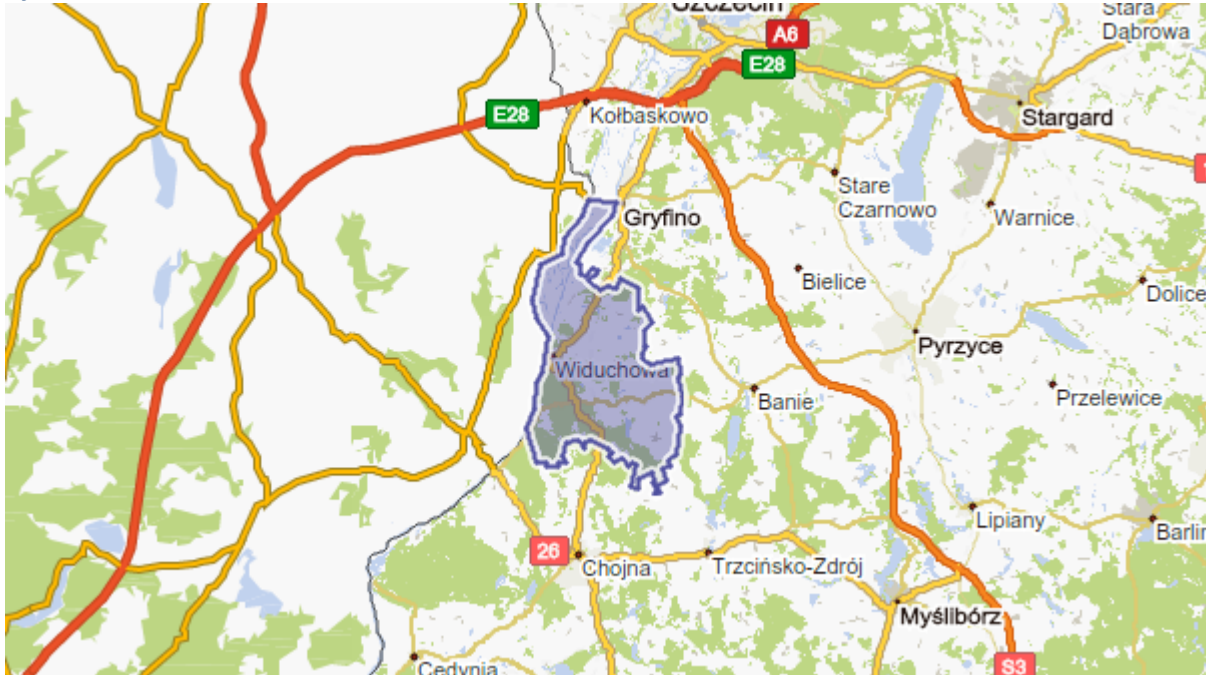 Szczecin
Stara
Dąbrowa
A6
E28
E28
Kołbaskowo
Stargard
Stare
Czarnowo
Warnice
Gryfino
Bielice
Dolice
Pyrzyce
Widuchowa
Banie
Przelewice
Lipiany
Barlin
26
Chojna
Trzcińsko-Zdrój
Myślibórz
Cedynia
S3